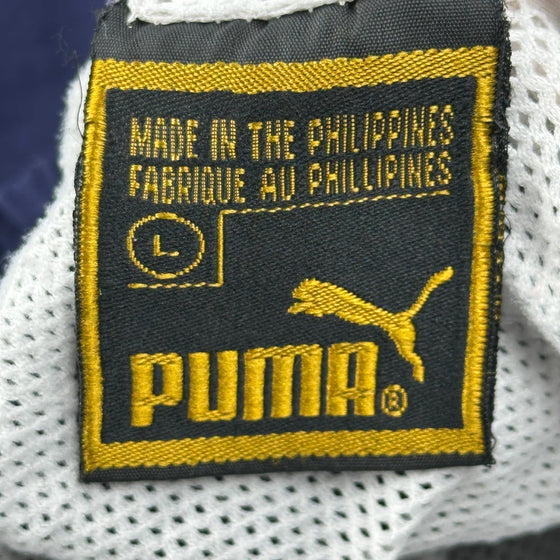 MADE IN THE PHILIPPINES
FABRIQUE AU PHILLIPINES
L
PUMA®